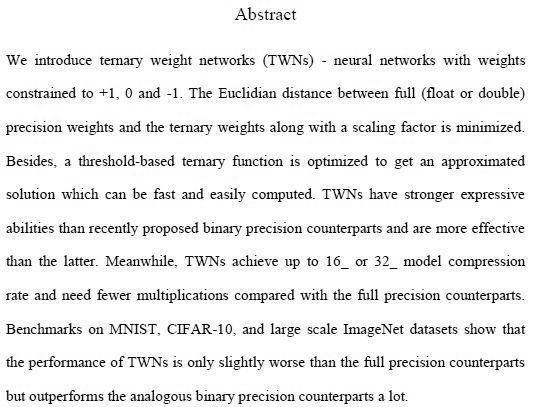 Abstract
We introduce ternary weight networks (TWNs) - neural networks with weights
constrained to +1, 0 and -1. The Euclidian distance between full (float or double)
precision weights and the ternary weights along with a scaling factor is minimized.
Besides, a threshold-based ternary function is optimized to get an approximated
solution which can be fast and easily computed. TWNs have stronger expressive
abilities than recently proposed binary precision counterparts and are more effective
than the latter. Meanwhile, TWNs achieve up to 16_ or 32_ model compression
rate and need fewer multiplications compared with the full precision counterparts.
Benchmarks on MNIST, CIFAR-10, and large scale ImageNet datasets show that
the performance of TWNs is only slightly worse than the full precision counterparts
but outperforms the analogous binary precision counterparts a lot.